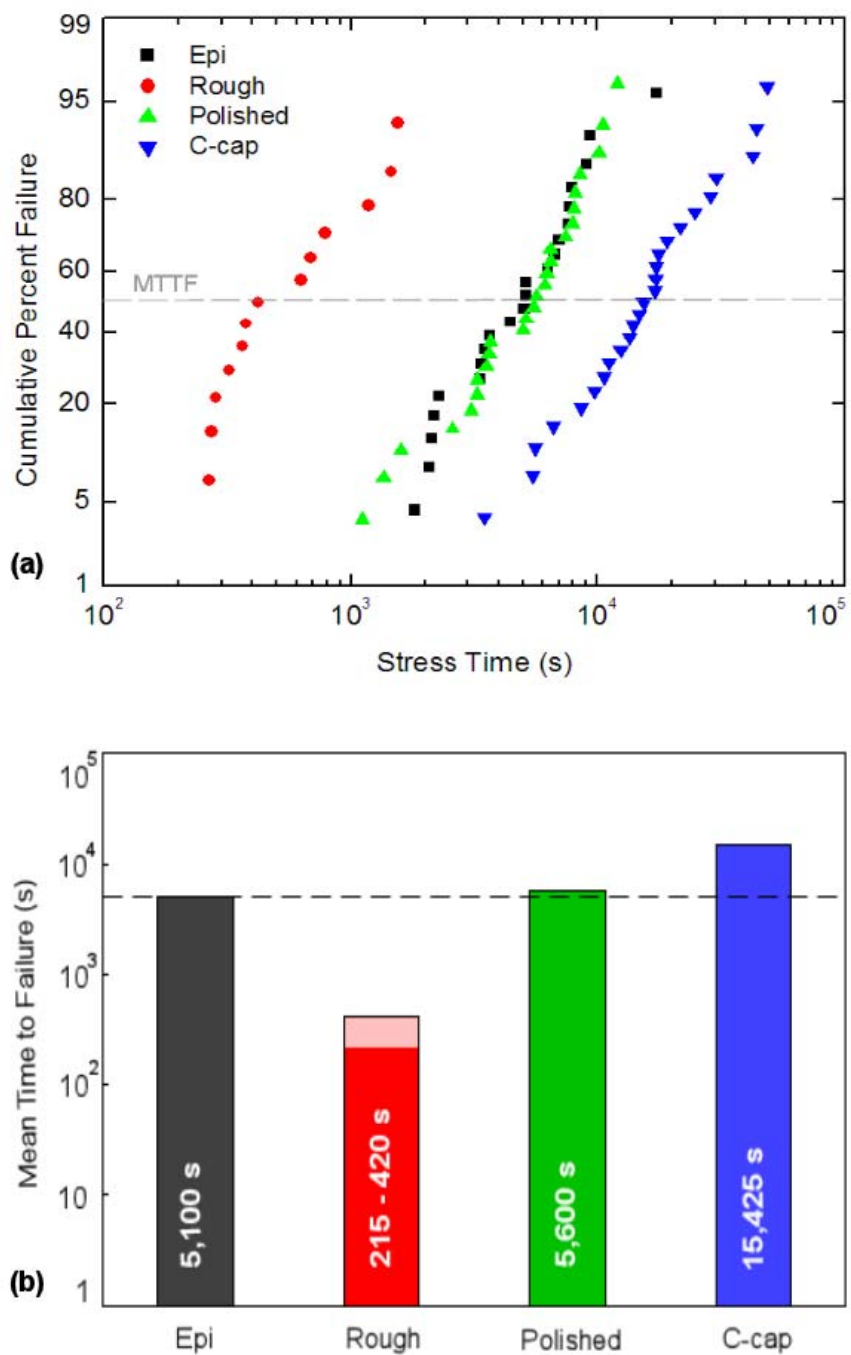 99
95
80
60
40
20
5
1
Cumulative Percent Failure
Epi
Rough
Polished
C-cap
MTTF
(a)
10² 10³ 10⁴ 10⁵
Stress Time (s)
10⁵
10⁴
10³
10²
10
1
Mean Time to Failure (s)
5,100 s
215 - 420 s
5,600 s
15,425 s
(b)
Epi Rough Polished C-cap